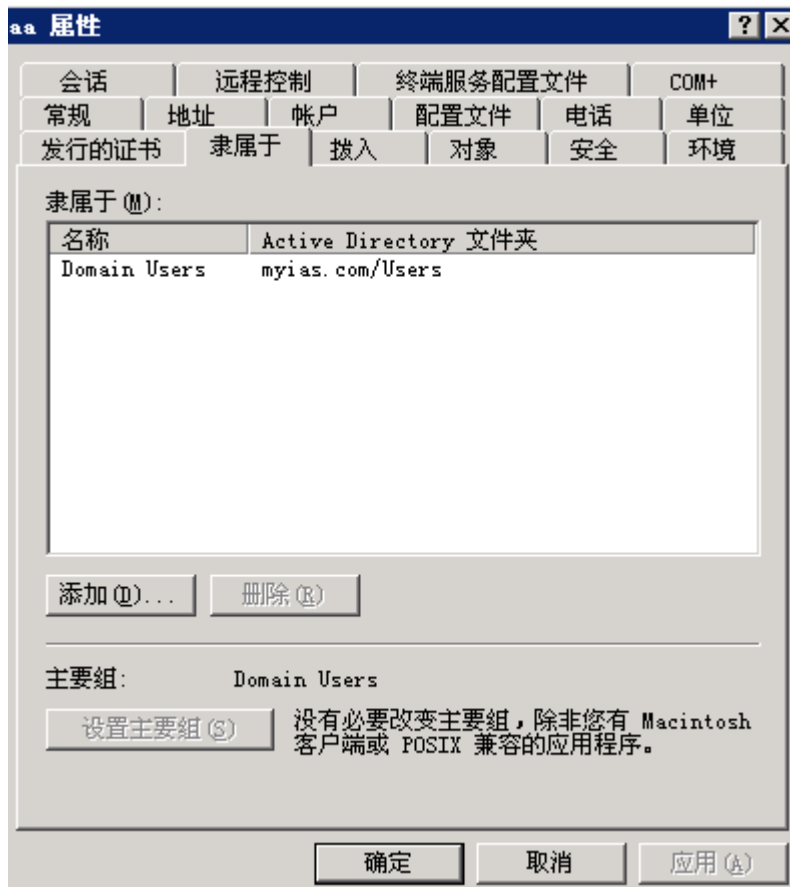 aa 属性
会话 远程控制 终端服务配置文件 COM+
常规 地址 帐户 配置文件 电话 单位
发行的证书 隶属于 拨入 对象 安全 环境
隶属于(M):
名称 Active Directory 文件夹
Domain Users myias.com/Users
添加(D)... 删除(R)
主要组: Domain Users
设置主要组(S) 没有必要改变主要组，除非您有 Macintosh
客户端或 POSIX 兼容的应用程序。
确定 取消 应用(A)